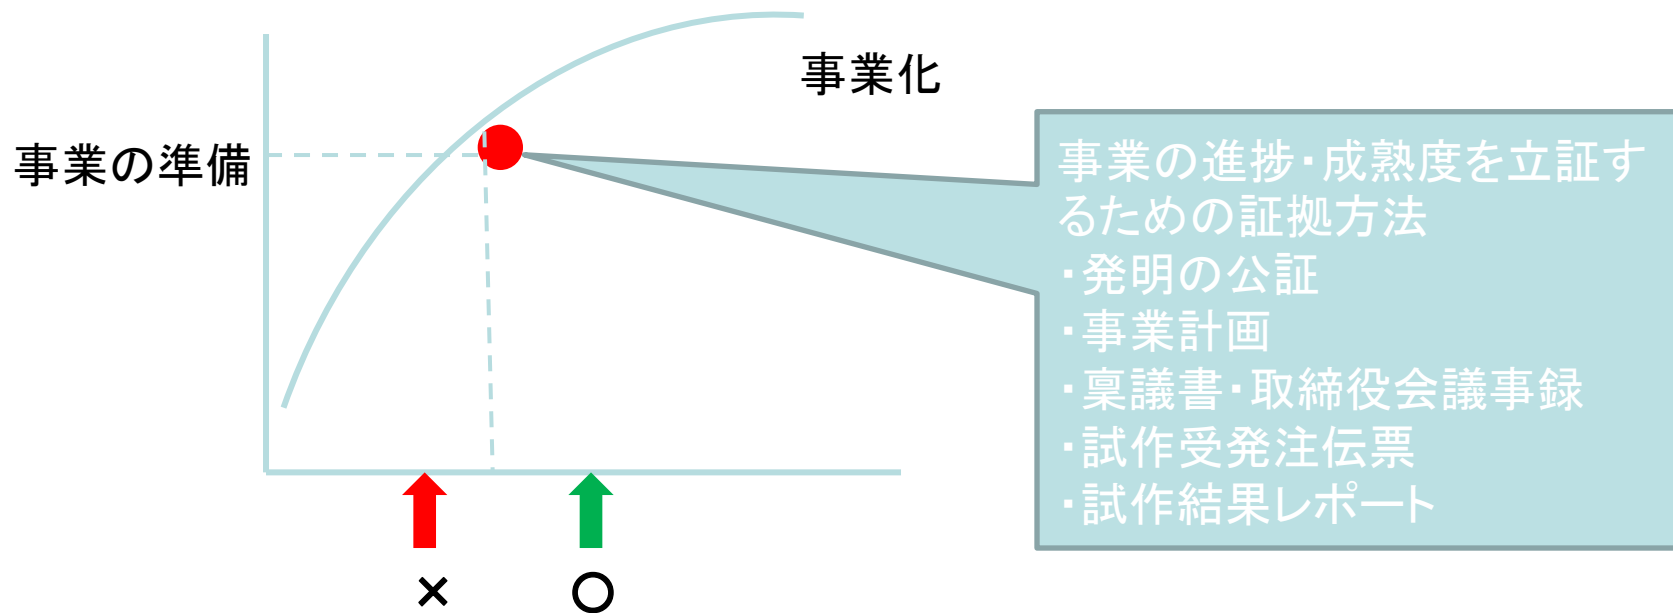 事業化
事業の準備
事業の進捗・成熟度を立証す
るための証拠方法
・発明の公証
・事業計画
・稟議書・取締役会議事録
・試作受発注伝票
・試作結果レポート
× ○